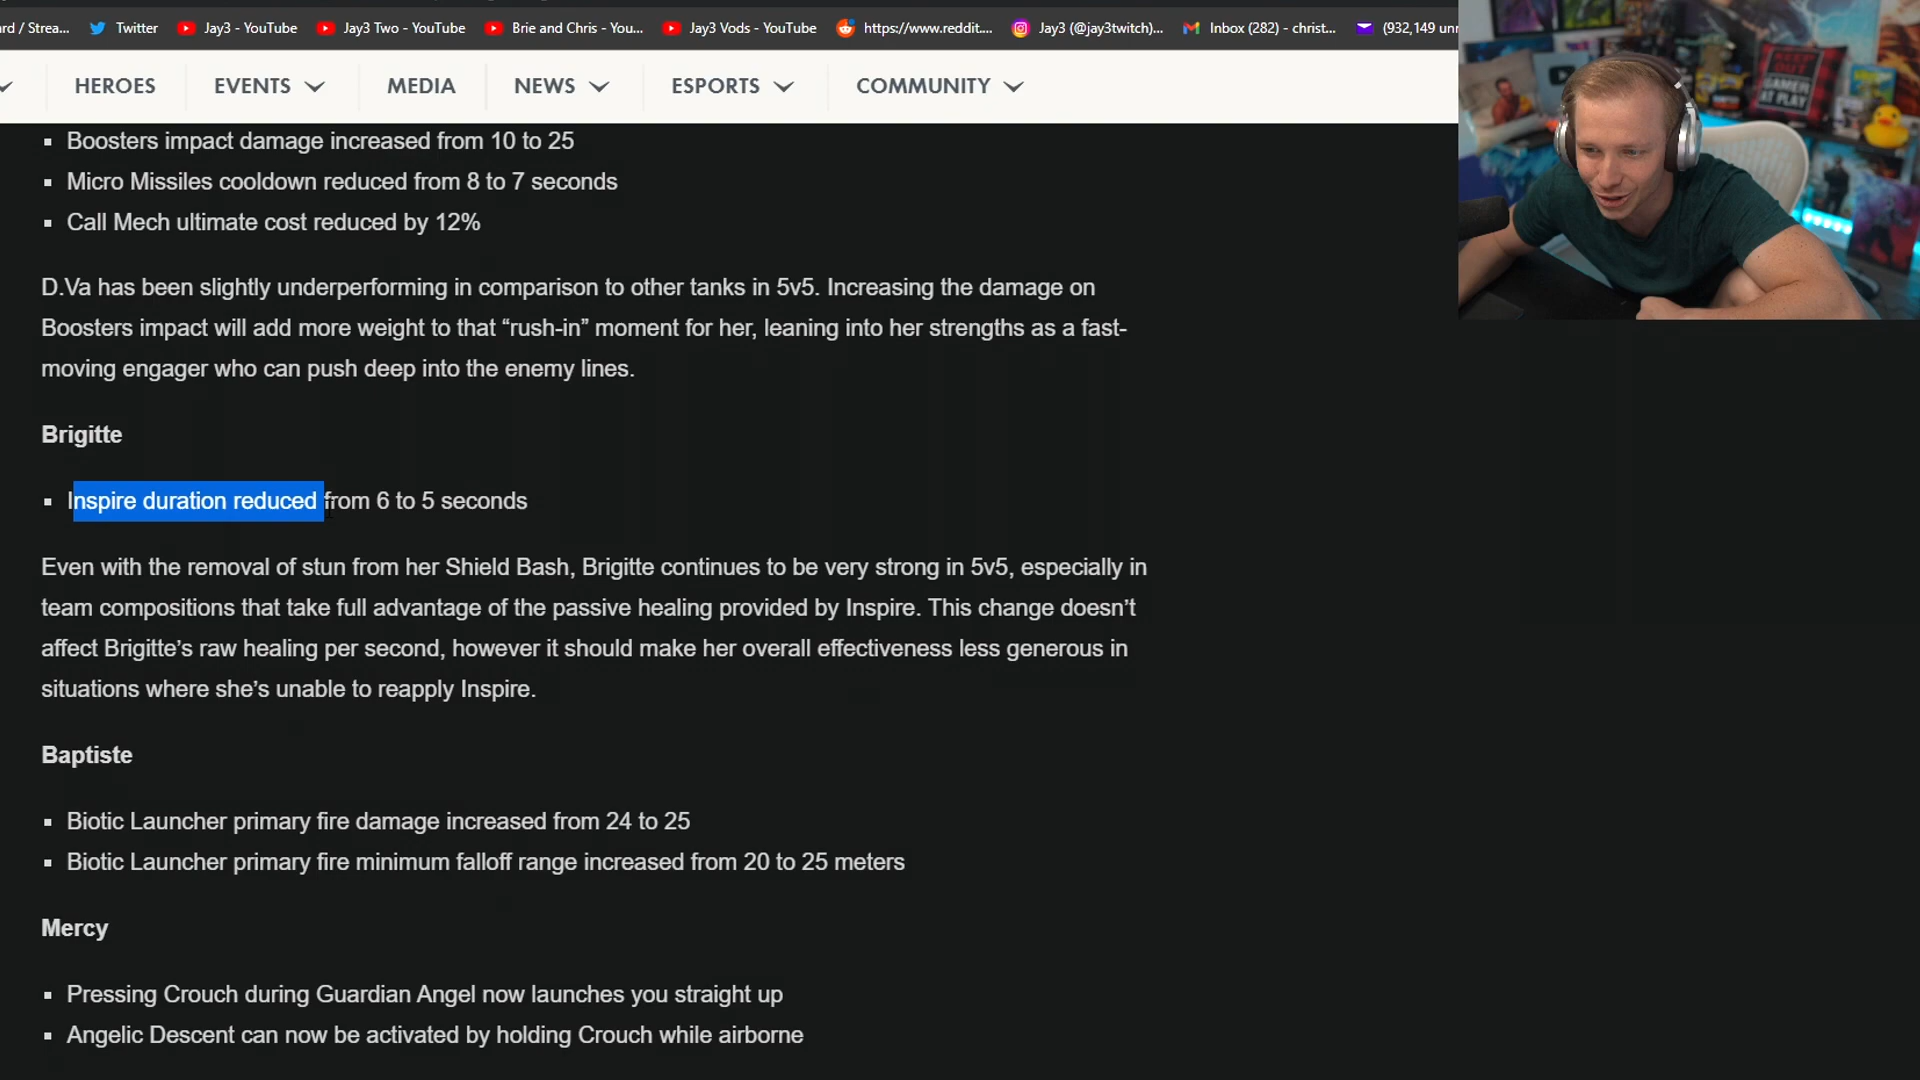 rd / Strea... Twitter Jay3 - YouTube Jay3 Two - YouTube Brie and Chris - You... Jay3 Vods - YouTube https://www.reddit.... Jay3 (@jay3twitch)... Inbox (282) - christ... (932,149 unr
HEROES EVENTS MEDIA NEWS ESPORTS COMMUNITY
KEEP OUT
GAMER
AT PLAY
Boosters impact damage increased from 10 to 25
Micro Missiles cooldown reduced from 8 to 7 seconds
Call Mech ultimate cost reduced by 12%
D.Va has been slightly underperforming in comparison to other tanks in 5v5. Increasing the damage on
Boosters impact will add more weight to that “rush-in” moment for her, leaning into her strengths as a fast-
moving engager who can push deep into the enemy lines.
Brigitte
Inspire duration reduced from 6 to 5 seconds
Even with the removal of stun from her Shield Bash, Brigitte continues to be very strong in 5v5, especially in
team compositions that take full advantage of the passive healing provided by Inspire. This change doesn’t
affect Brigitte’s raw healing per second, however it should make her overall effectiveness less generous in
situations where she’s unable to reapply Inspire.
Baptiste
Biotic Launcher primary fire damage increased from 24 to 25
Biotic Launcher primary fire minimum falloff range increased from 20 to 25 meters
Mercy
Pressing Crouch during Guardian Angel now launches you straight up
Angelic Descent can now be activated by holding Crouch while airborne